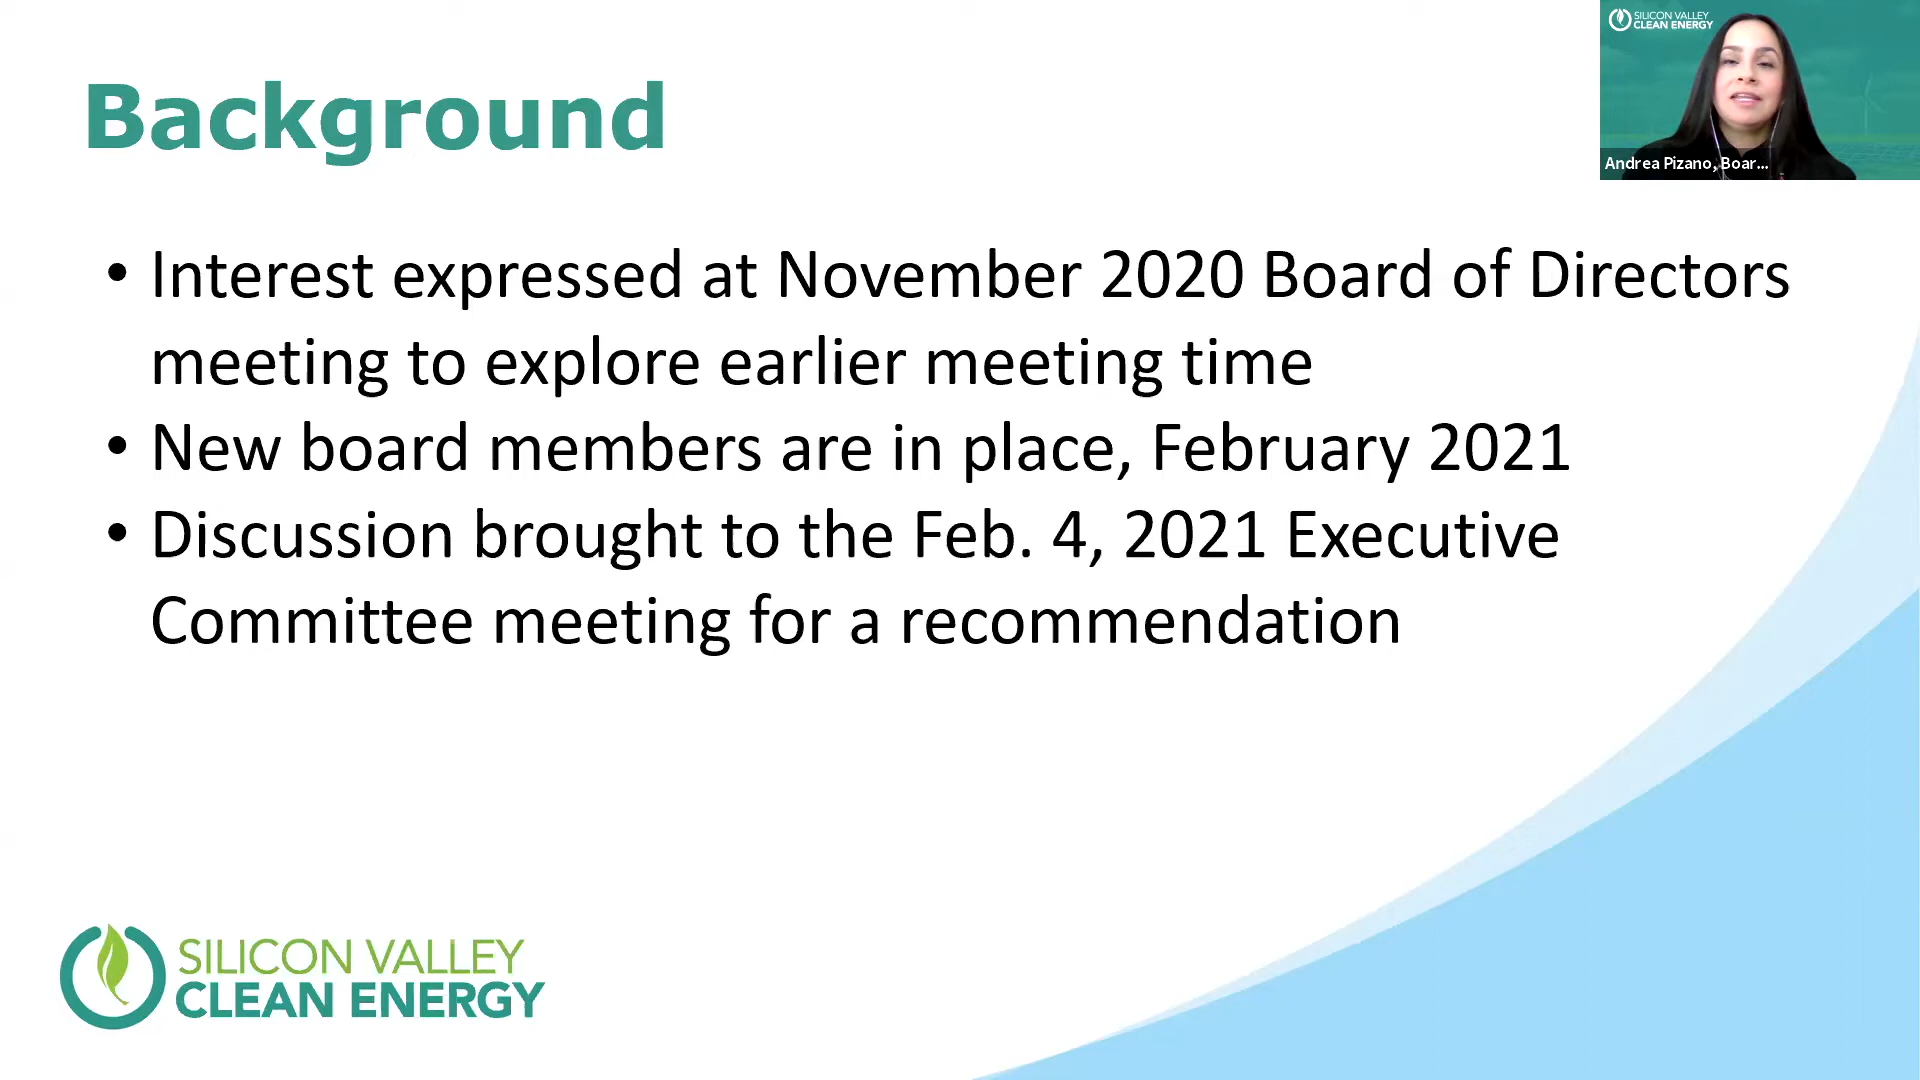 Background
• Interest expressed at November 2020 Board of Directors
meeting to explore earlier meeting time
• New board members are in place, February 2021
• Discussion brought to the Feb. 4, 2021 Executive
Committee meeting for a recommendation
SILICON VALLEY
CLEAN ENERGY
SILICON VALLEY
CLEAN ENERGY
Andrea Pizano, Boar...